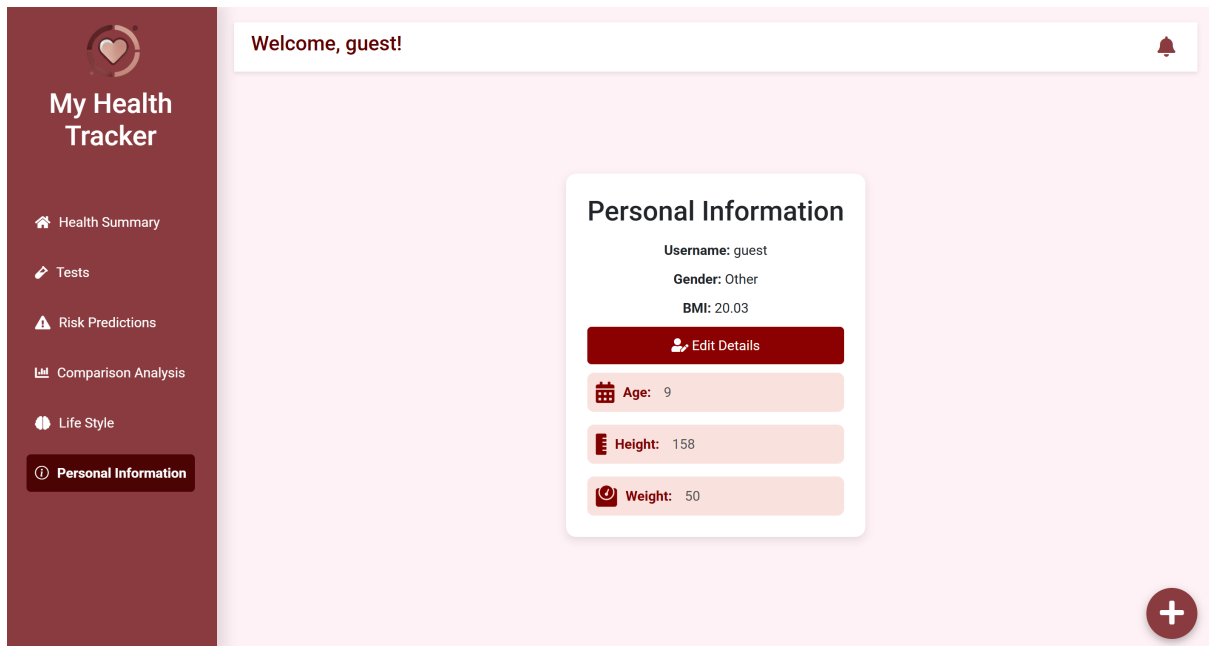 My Health
Tracker
Health Summary
Tests
Risk Predictions
Comparison Analysis
Life Style
Personal Information
Welcome, guest!
Personal Information
Username: guest
Gender: Other
BMI: 20.03
Edit Details
Age: 9
Height: 158
Weight: 50